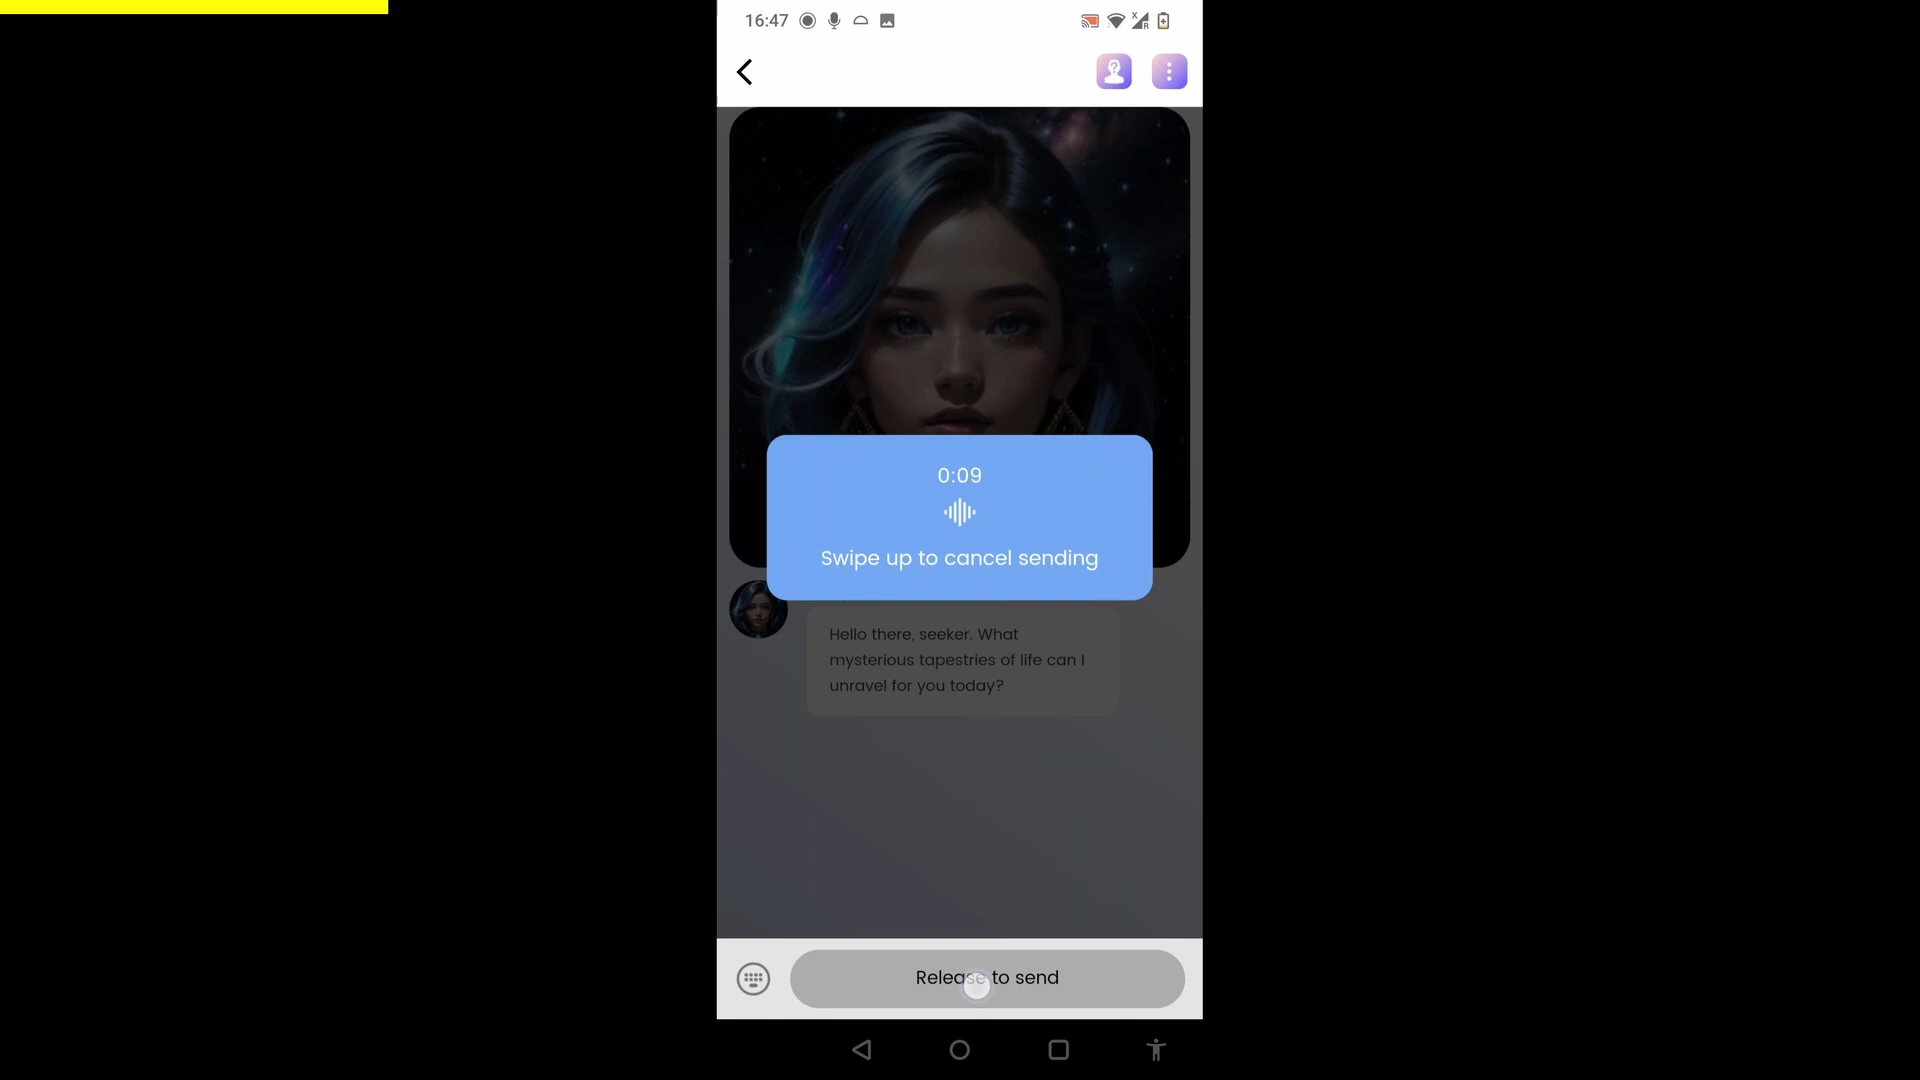 16:47
0:09
Swipe up to cancel sending
Hello there, seeker. What
mysterious tapestries of life can I
unravel for you today?
Release to send